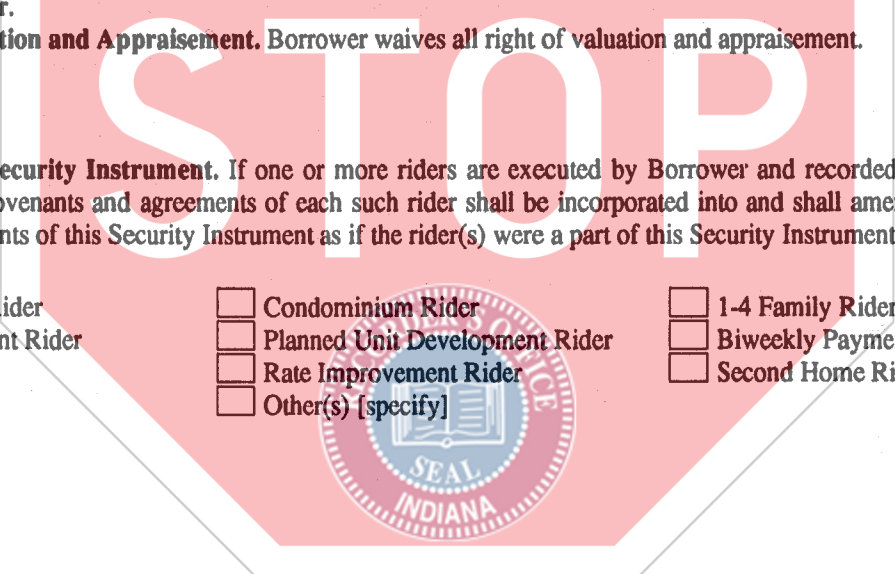 r.
tion and Appraisement. Borrower waives all right of valuation and appraisement.
STOP
ecurity Instrument. If one or more riders are executed by Borrower and recorded
ovenants and agreements of each such rider shall be incorporated into and shall ame
nts of this Security Instrument as if the rider(s) were a part of this Security Instrument
ider Condominium Rider 1-4 Family Rider
nt Rider Planned Unit Development Rider Biweekly Payme
Rate Improvement Rider Second Home Ri
Other(s) [specify]
RECORDER'S OFFICE
SEAL
INDIANA